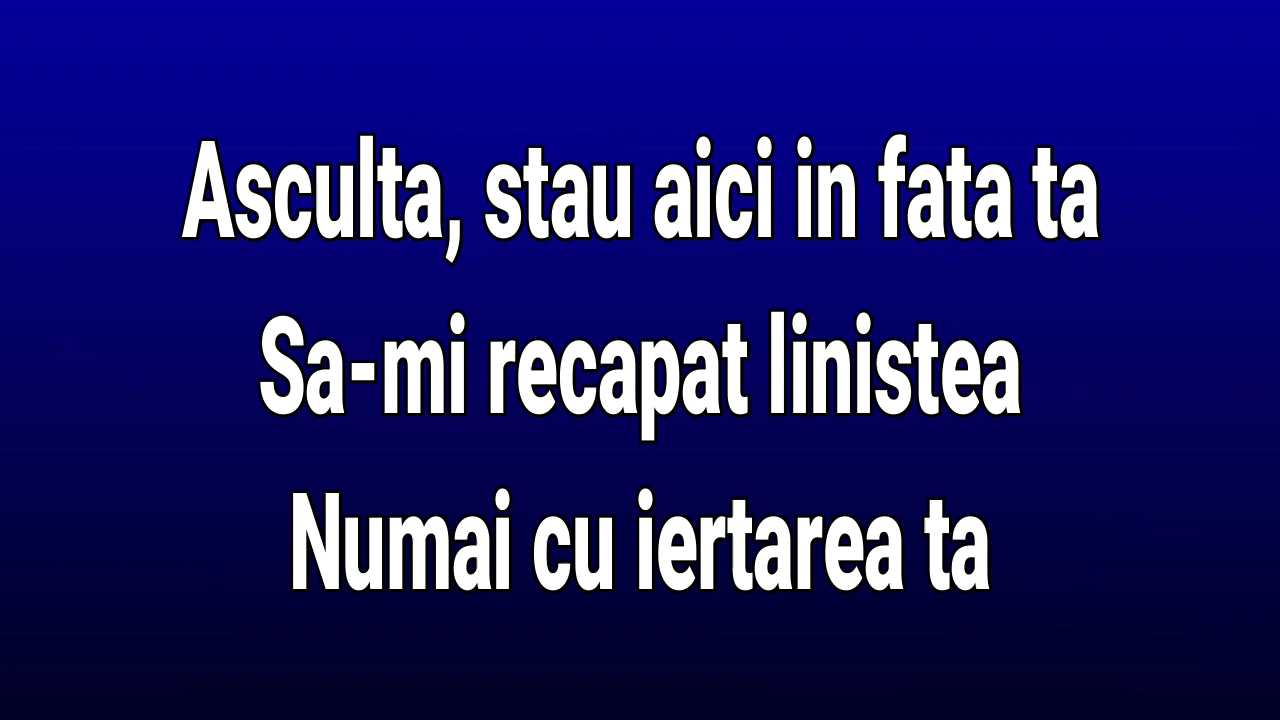 Asculta, stau aici in fata ta
Sa-mi recapat linistea
Numai cu iertarea ta